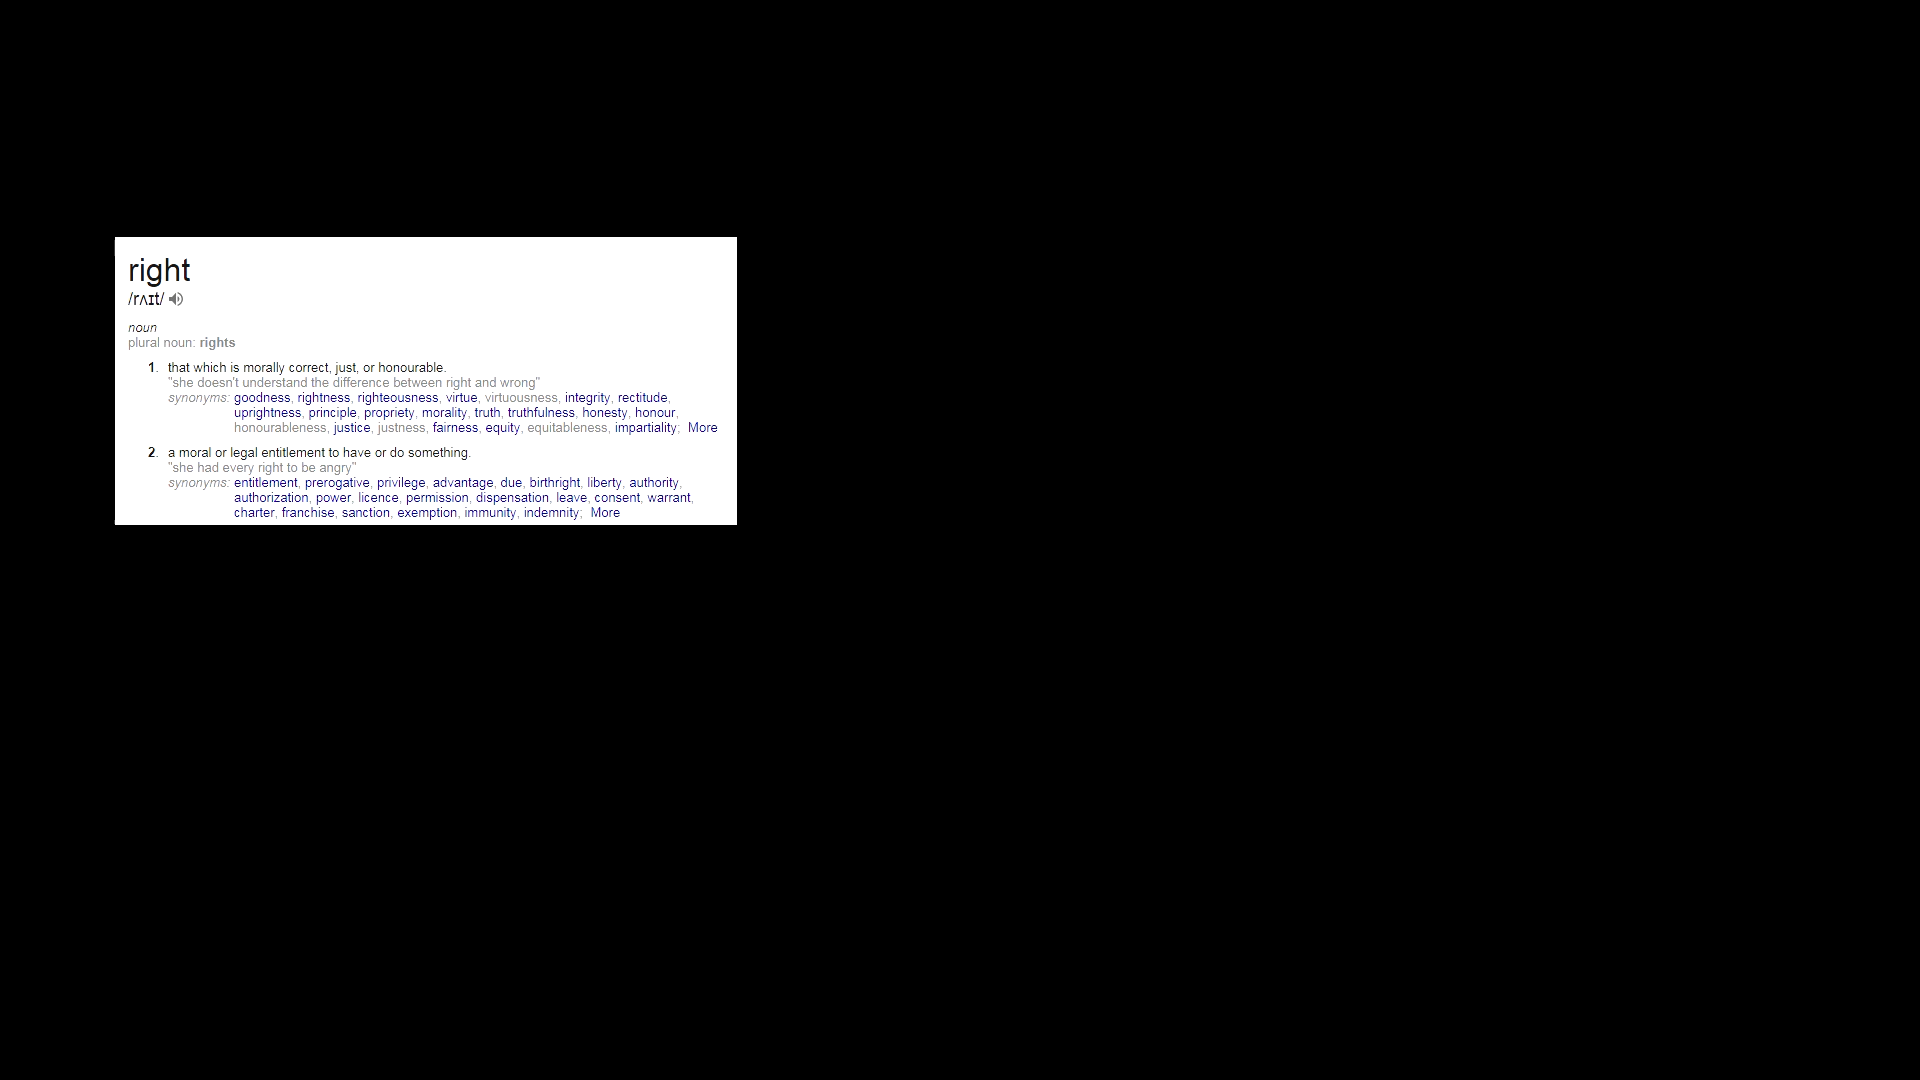 right
/rʌɪt/
noun
plural noun: rights
1. that which is morally correct, just, or honourable.
"she doesn't understand the difference between right and wrong"
synonyms: goodness, rightness, righteousness, virtue, virtuousness, integrity, rectitude,
uprightness, principle, propriety, morality, truth, truthfulness, honesty, honour,
honourableness, justice, justness, fairness, equity, equitableness, impartiality; More
2. a moral or legal entitlement to have or do something.
"she had every right to be angry"
synonyms: entitlement, prerogative, privilege, advantage, due, birthright, liberty, authority,
authorization, power, licence, permission, dispensation, leave, consent, warrant,
charter, franchise, sanction, exemption, immunity, indemnity; More